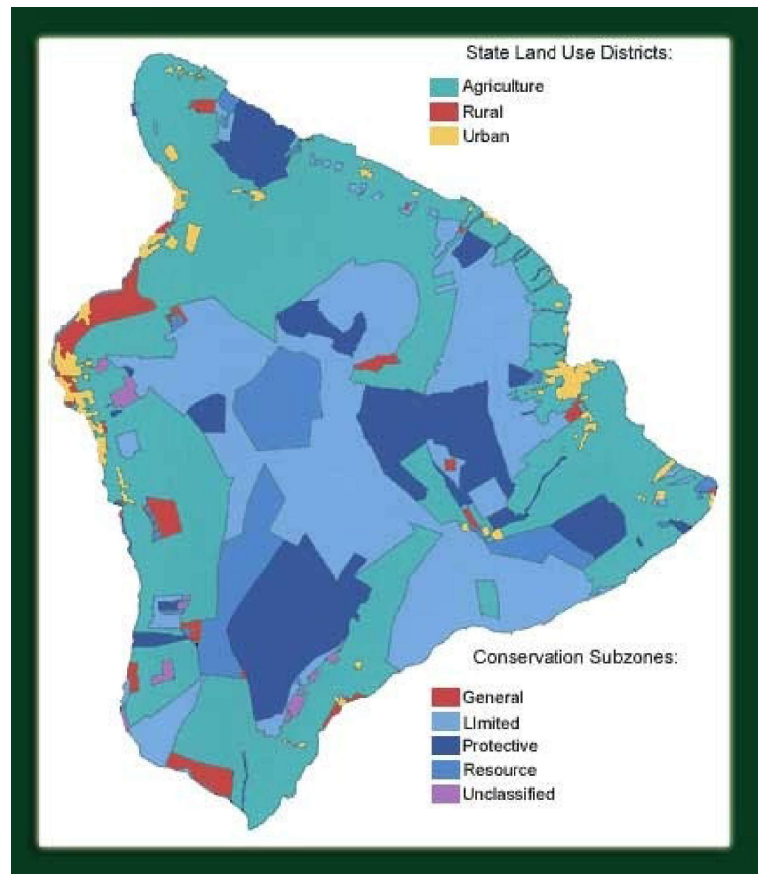 State Land Use Districts:
Agriculture
Rural
Urban
Conservation Subzones:
General
LImited
Protective
Resource
Unclassified